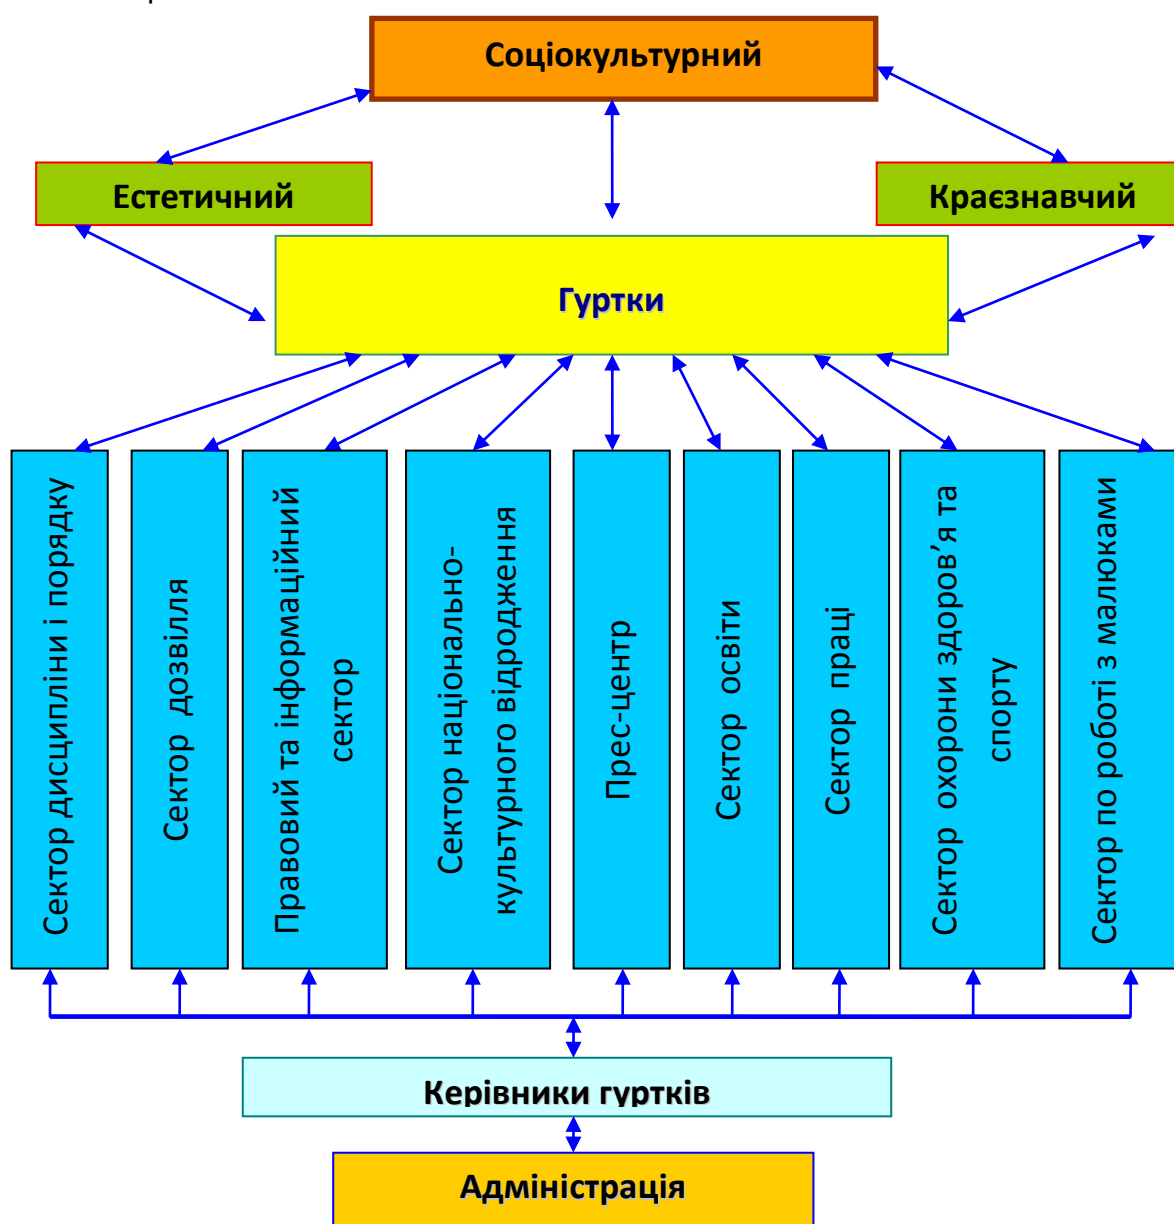 Соціокультурний
Естетичний
Краєзнавчий
Гуртки
Сектор дисципліни і порядку
Сектор дозвілля
Правовий та інформаційний
сектор
Сектор національно-
культурного відродження
Прес-центр
Сектор освіти
Сектор праці
Сектор охорони здоров’я та
спорту
Сектор по роботі з малюками
Керівники гуртків
Адміністрація